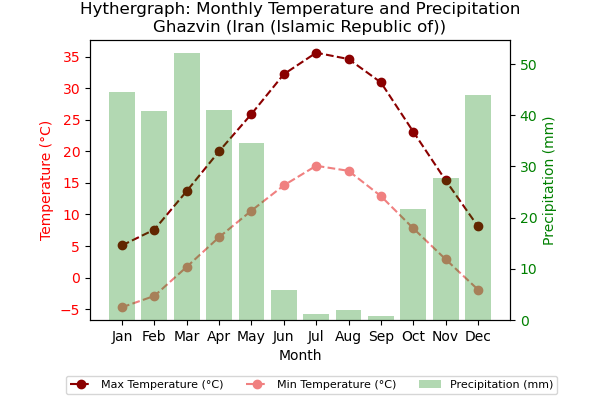 Hythergraph: Monthly Temperature and Precipitation
Ghazvin (Iran (Islamic Republic of))
Temperature (°C)
35
30
25
20
15
10
5
0
−5
Precipitation (mm)
50
40
30
20
10
0
Jan Feb Mar Apr May Jun Jul Aug Sep Oct Nov Dec
Month
Max Temperature (°C) Min Temperature (°C) Precipitation (mm)